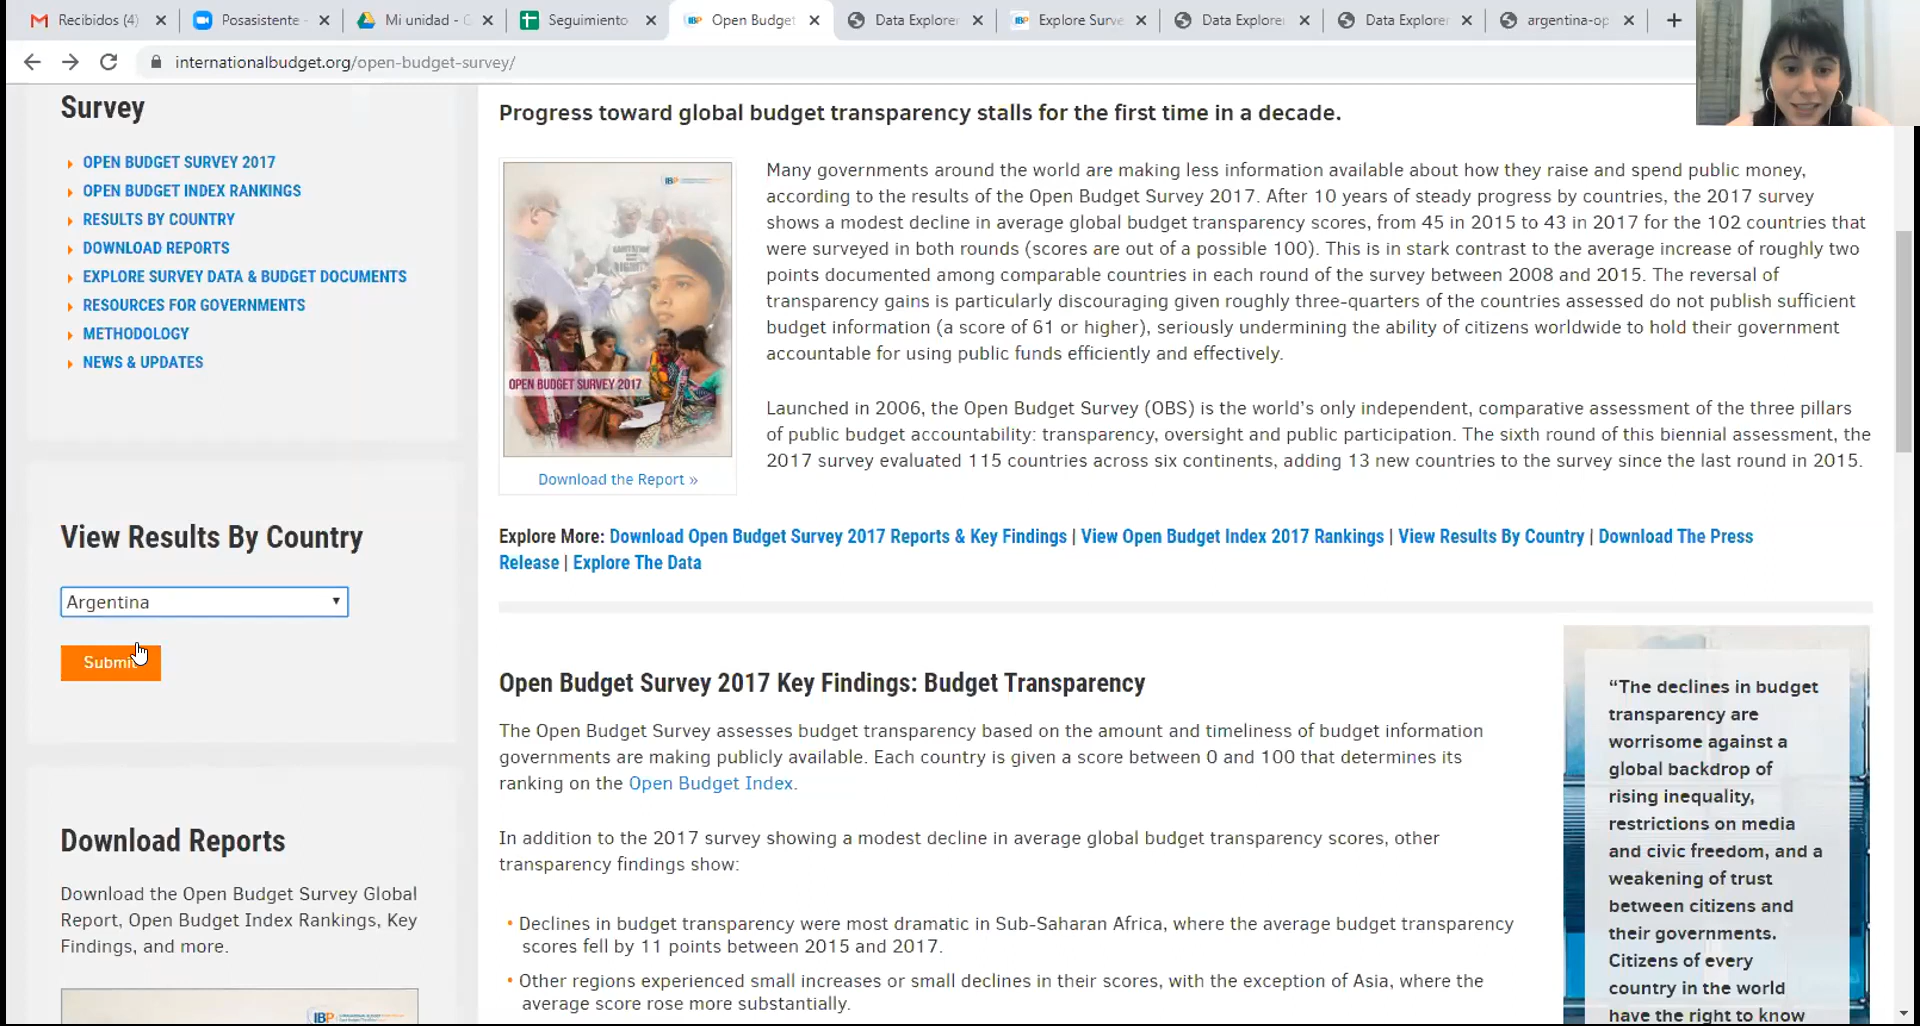 Recibidos (4)
Posasistente
Mi unidad -
Seguimiento
Open Budget
Data Explorer
Explore Surve
Data Explorer
Data Explorer
argentina-op
internationalbudget.org/open-budget-survey/
Survey
OPEN BUDGET SURVEY 2017
OPEN BUDGET INDEX RANKINGS
RESULTS BY COUNTRY
DOWNLOAD REPORTS
EXPLORE SURVEY DATA & BUDGET DOCUMENTS
RESOURCES FOR GOVERNMENTS
METHODOLOGY
NEWS & UPDATES
View Results By Country
Argentina
Submit
Download Reports
Download the Open Budget Survey Global
Report, Open Budget Index Rankings, Key
Findings, and more.
IBP
Progress toward global budget transparency stalls for the first time in a decade.
IBP
OPEN BUDGET SURVEY 2017
Download the Report »
Many governments around the world are making less information available about how they raise and spend public money,
according to the results of the Open Budget Survey 2017. After 10 years of steady progress by countries, the 2017 survey
shows a modest decline in average global budget transparency scores, from 45 in 2015 to 43 in 2017 for the 102 countries that
were surveyed in both rounds (scores are out of a possible 100). This is in stark contrast to the average increase of roughly two
points documented among comparable countries in each round of the survey between 2008 and 2015. The reversal of
transparency gains is particularly discouraging given roughly three-quarters of the countries assessed do not publish sufficient
budget information (a score of 61 or higher), seriously undermining the ability of citizens worldwide to hold their government
accountable for using public funds efficiently and effectively.
Launched in 2006, the Open Budget Survey (OBS) is the world's only independent, comparative assessment of the three pillars
of public budget accountability: transparency, oversight and public participation. The sixth round of this biennial assessment, the
2017 survey evaluated 115 countries across six continents, adding 13 new countries to the survey since the last round in 2015.
Explore More: Download Open Budget Survey 2017 Reports & Key Findings | View Open Budget Index 2017 Rankings | View Results By Country | Download The Press
Release | Explore The Data
Open Budget Survey 2017 Key Findings: Budget Transparency
The Open Budget Survey assesses budget transparency based on the amount and timeliness of budget information
governments are making publicly available. Each country is given a score between 0 and 100 that determines its
ranking on the Open Budget Index.
In addition to the 2017 survey showing a modest decline in average global budget transparency scores, other
transparency findings show:
• Declines in budget transparency were most dramatic in Sub-Saharan Africa, where the average budget transparency
scores fell by 11 points between 2015 and 2017.
• Other regions experienced small increases or small declines in their scores, with the exception of Asia, where the
average score rose more substantially.
“The declines in budget
transparency are
worrisome against a
global backdrop of
rising inequality,
restrictions on media
and civic freedom, and a
weakening of trust
between citizens and
their governments.
Citizens of every
country in the world
have the right to know